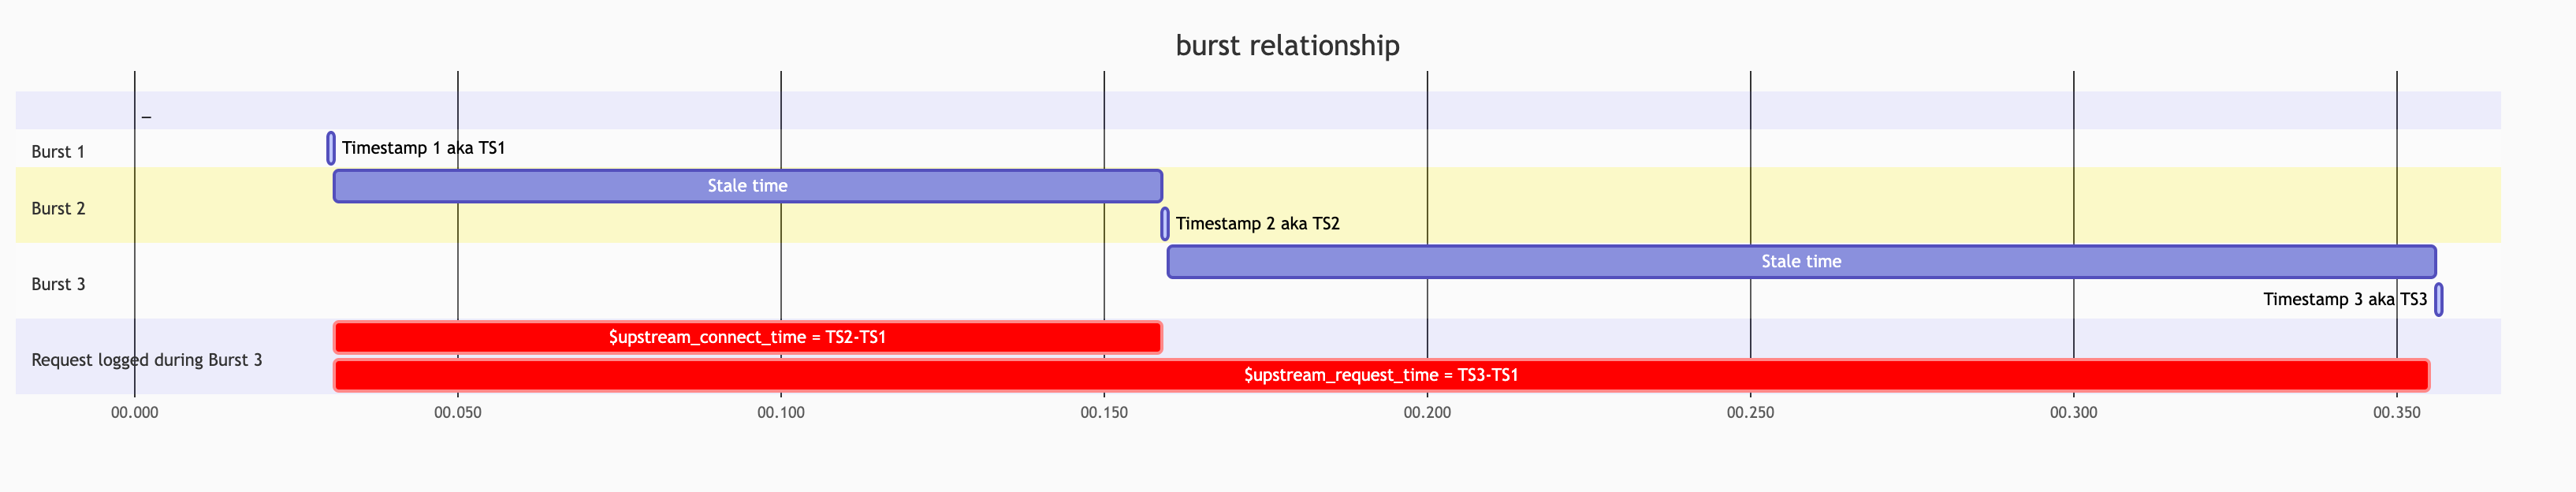 burst relationship
_
Burst 1
Timestamp 1 aka TS1
Stale time
Burst 2
Timestamp 2 aka TS2
Stale time
Burst 3
Timestamp 3 aka TS3
$upstream_connect_time = TS2-TS1
Request logged during Burst 3
$upstream_request_time = TS3-TS1
00.000 00.050 00.100 00.150 00.200 00.250 00.300 00.350